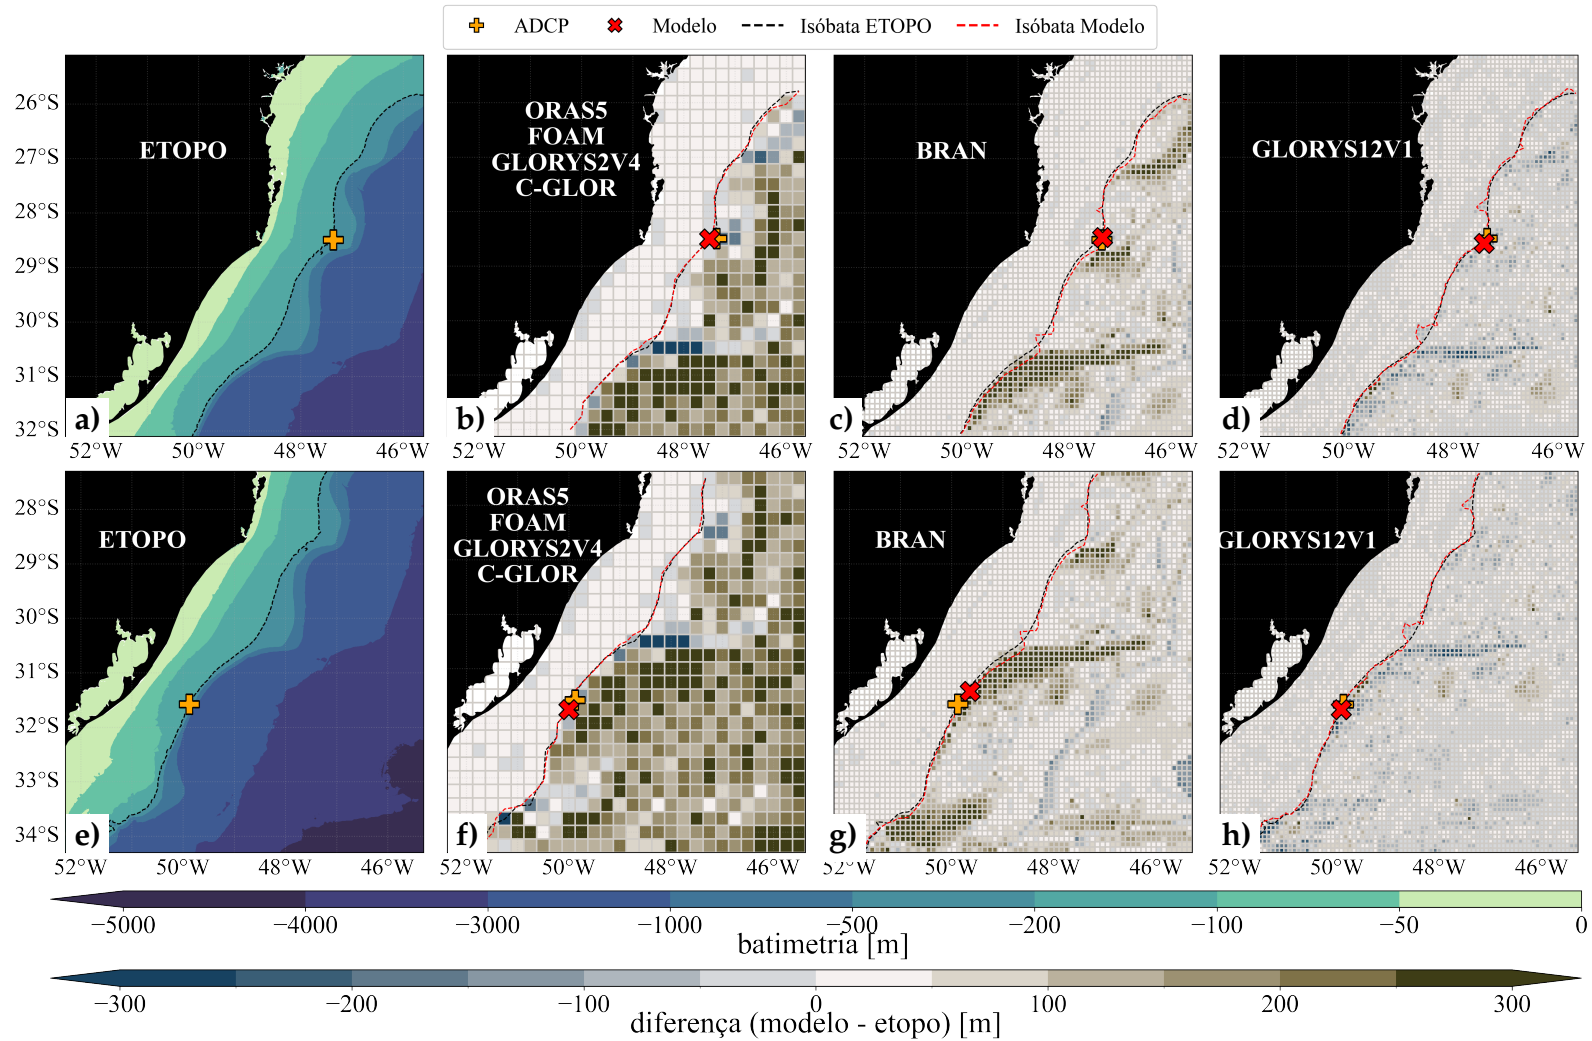 ADCP Modelo Isóbata ETOPO Isóbata Modelo
26°S
27°S
28°S
29°S
30°S
31°S
32°S
ETOPO
a)
52°W 50°W 48°W 46°W
ORAS5
FOAM
GLORYS2V4
C-GLOR
b)
52°W 50°W 48°W 46°W
BRAN
c)
52°W 50°W 48°W 46°W
GLORYS12V1
d)
52°W 50°W 48°W 46°W
28°S
29°S
30°S
31°S
32°S
33°S
34°S
ETOPO
e)
52°W 50°W 48°W 46°W
ORAS5
FOAM
GLORYS2V4
C-GLOR
f)
52°W 50°W 48°W 46°W
BRAN
g)
52°W 50°W 48°W 46°W
GLORYS12V1
h)
52°W 50°W 48°W 46°W
−5000 −4000 −3000 −1000 −500 −200 −100 −50 0
batimetria [m]
−300 −200 −100 0 100 200 300
diferença (modelo - etopo) [m]